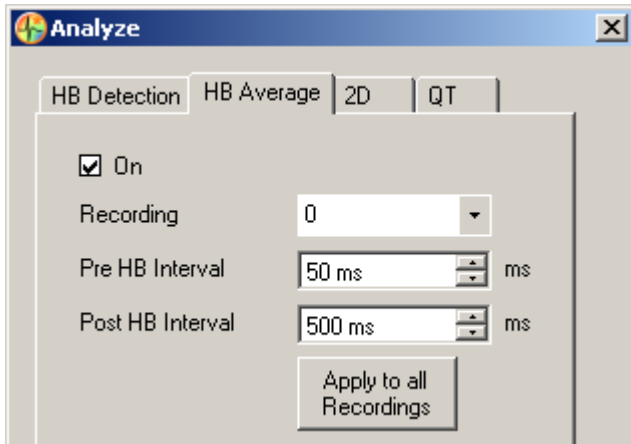 Analyze
HB Detection HB Average 2D QT
On
Recording 0
Pre HB Interval 50 ms ms
Post HB Interval 500 ms ms
Apply to all
Recordings